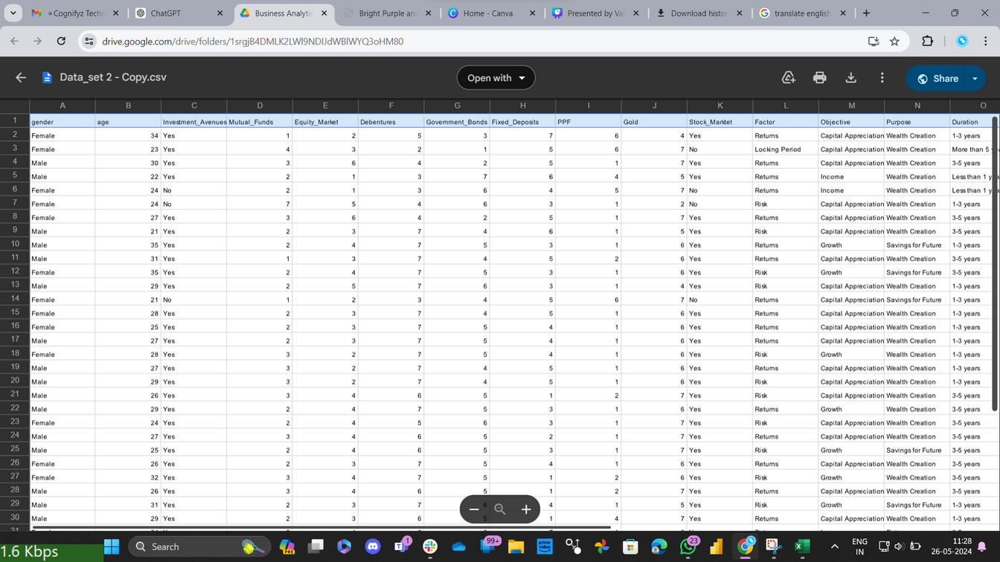 Cognifyz Techn
ChatGPT
Business Analytic
Bright Purple and
Home - Canva
Presented by Va
Download histor
translate english
drive.google.com/drive/folders/1srgjB4DMLK2LWl9NDIJdWBlWYQ3oHM80
Data_set 2 - Copy.csv
Open with
Share
A B C D E F G H I J K L M N O
1 gender age Investment_Avenues Mutual_Funds Equity_Market Debentures Government_Bonds Fixed_Deposits PPF Gold Stock_Marktet Factor Objective Purpose Duration
2 Female 34 Yes 1 2 5 3 7 6 4 Yes Returns Capital Appreciation Wealth Creation 1-3 years
3 Female 23 Yes 4 3 2 1 5 6 7 No Locking Period Capital Appreciation Wealth Creation More than 5 yea
4 Male 30 Yes 3 6 4 2 5 1 7 Yes Returns Capital Appreciation Wealth Creation 3-5 years
5 Male 22 Yes 2 1 3 7 6 4 5 Yes Returns Income Wealth Creation Less than 1 yea
6 Female 24 No 2 1 3 6 4 5 7 No Returns Income Wealth Creation Less than 1 yea
7 Female 24 No 7 5 4 6 3 1 2 No Risk Capital Appreciation Wealth Creation 1-3 years
8 Female 27 Yes 3 6 4 2 5 1 7 Yes Returns Capital Appreciation Wealth Creation 3-5 years
9 Male 21 Yes 2 3 7 4 6 1 5 Yes Risk Capital Appreciation Wealth Creation 3-5 years
10 Male 35 Yes 2 4 7 5 3 1 6 Yes Returns Growth Savings for Future 1-3 years
11 Male 31 Yes 1 3 7 4 5 2 6 Yes Returns Capital Appreciation Wealth Creation 3-5 years
12 Female 35 Yes 2 4 7 5 3 1 6 Yes Risk Growth Savings for Future 3-5 years
13 Male 29 Yes 2 5 7 6 3 1 4 Yes Risk Capital Appreciation Wealth Creation 1-3 years
14 Female 21 No 1 2 3 4 5 6 7 No Returns Capital Appreciation Savings for Future 1-3 years
15 Female 28 Yes 2 3 7 4 5 1 6 Yes Returns Capital Appreciation Wealth Creation 1-3 years
16 Female 25 Yes 2 3 7 5 4 1 6 Yes Returns Capital Appreciation Wealth Creation 1-3 years
17 Male 27 Yes 2 3 7 5 4 1 6 Yes Returns Capital Appreciation Wealth Creation 1-3 years
18 Female 28 Yes 3 2 7 5 4 1 6 Yes Risk Growth Wealth Creation 1-3 years
19 Male 27 Yes 3 2 7 4 5 1 6 Yes Returns Capital Appreciation Wealth Creation 1-3 years
20 Male 29 Yes 3 2 7 4 5 1 6 Yes Risk Capital Appreciation Wealth Creation 1-3 years
21 Male 26 Yes 3 4 6 5 1 2 7 Yes Risk Capital Appreciation Wealth Creation 3-5 years
22 Male 29 Yes 2 4 7 5 3 1 6 Yes Returns Growth Wealth Creation 3-5 years
23 Female 24 Yes 2 4 5 6 3 1 7 Yes Risk Capital Appreciation Wealth Creation 3-5 years
24 Male 27 Yes 3 4 6 5 2 1 7 Yes Returns Capital Appreciation Wealth Creation 3-5 years
25 Male 25 Yes 2 4 6 5 3 1 7 Yes Risk Growth Savings for Future 3-5 years
26 Female 26 Yes 2 3 7 5 4 1 6 Yes Returns Capital Appreciation Wealth Creation 3-5 years
27 Female 32 Yes 3 4 7 5 1 2 6 Yes Risk Growth Wealth Creation 3-5 years
28 Male 26 Yes 3 4 6 5 1 2 7 Yes Returns Capital Appreciation Wealth Creation 3-5 years
29 Male 31 Yes 2 3 7 6 4 1 5 Yes Risk Growth Savings for Future 1-3 years
30 Male 29 Yes 2 3 6 5 1 4 7 Yes Returns Capital Appreciation Wealth Creation 1-3 years
1.6 Kbps
Search
PRE
1
99+
prime video
23
ENG
IN
11:28
26-05-2024